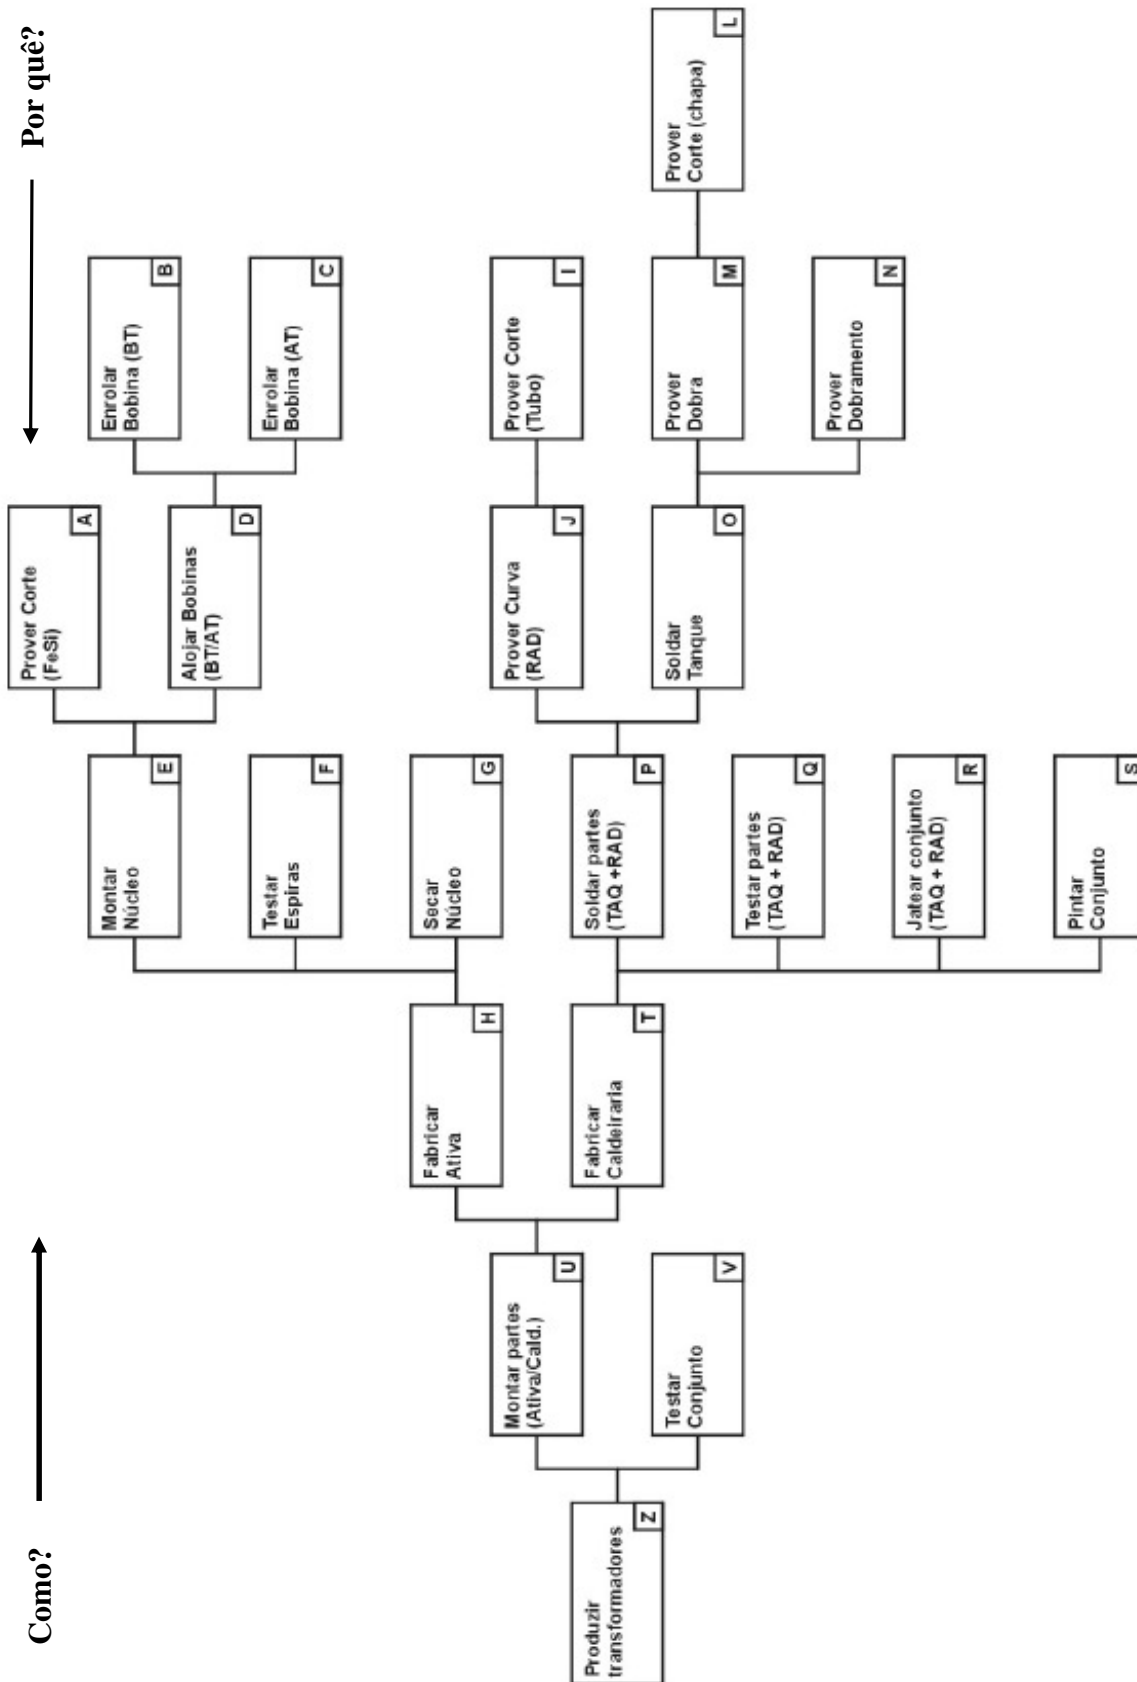 Como?
Por quê?
Prover Corte
(FeSi)
A
Montar
Núcleo
E
Enrolar
Bobina (BT)
B
Alojar Bobinas
(BT/AT)
D
Testar
Espiras
F
Enrolar
Bobina (AT)
C
Fabricar
Ativa
H
Secar
Núcleo
G
Montar partes
(Ativa/Cald.)
U
Prover Curva
(RAD)
J
Prover Corte
(Tubo)
I
Produzir
transformadores
Z
Fabricar
Caldeiraria
T
Soldar partes
(TAQ +RAD)
P
Testar
Conjunto
V
Soldar
Tanque
O
Prover
Dobra
M
Prover
Corte (chapa)
L
Testar partes
(TAQ + RAD)
Q
Prover
Dobramento
N
Jatear conjunto
(TAQ + RAD)
R
Pintar
Conjunto
S